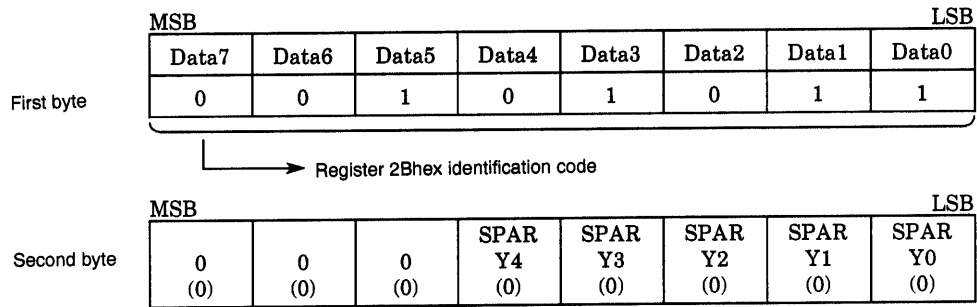 MSB LSB
Data7 Data6 Data5 Data4 Data3 Data2 Data1 Data0
First byte 0 0 1 0 1 0 1 1
Register 2Bhex identification code
MSB LSB
SPAR SPAR SPAR SPAR SPAR
Second byte 0 0 0 Y4 Y3 Y2 Y1 Y0
(0) (0) (0) (0) (0) (0) (0) (0)